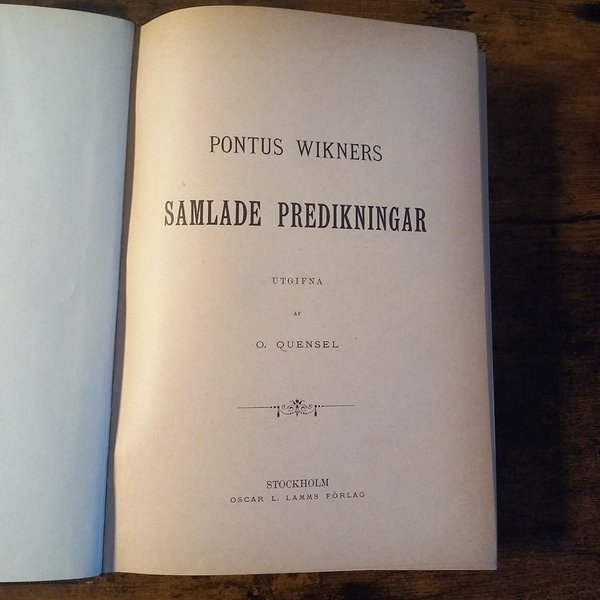 PONTUS WIKNERS
SAMLADE PREDIKNINGAR
UTGIFNA
AF
O. QUENSEL
STOCKHOLM
OSCAR L. LAMMS FÖRLAG